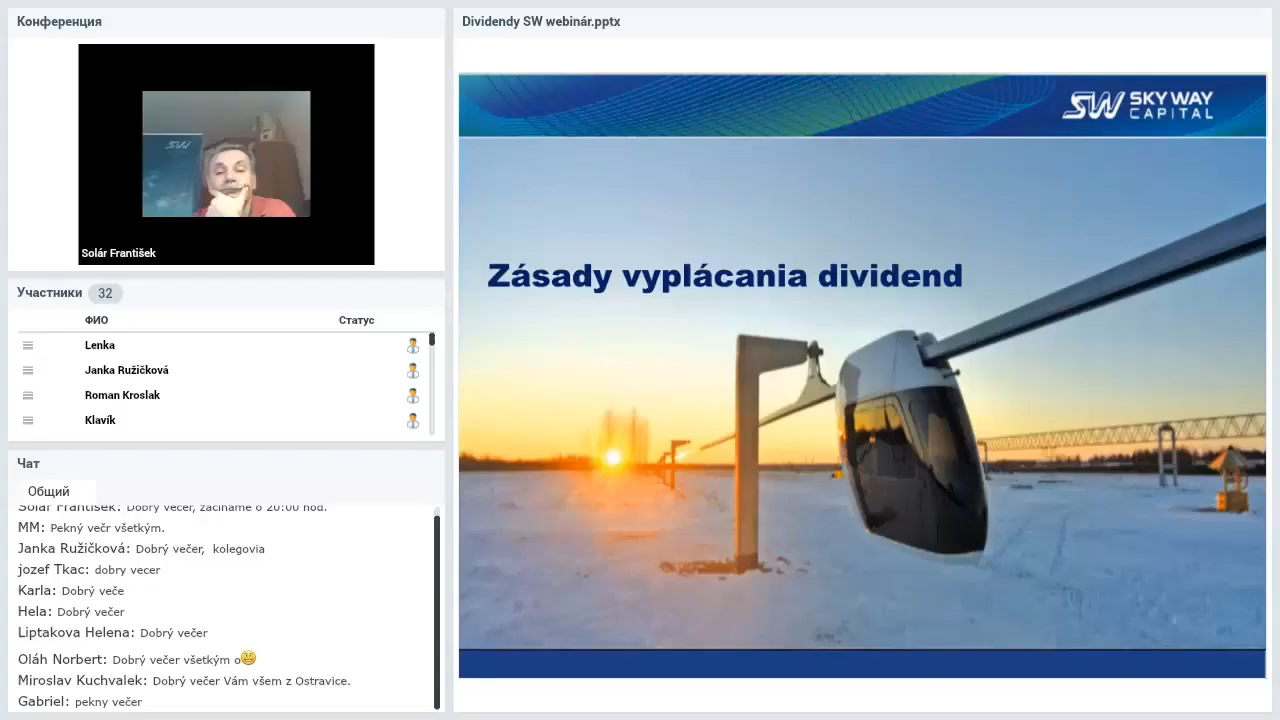 Конференция
Solár František
Участники 32
ФИО Статус
Lenka
Janka Ružičková
Roman Kroslak
Klavík
Чат
Общий
Solár František: Dobrý večer, začíname o 20:00 hod.
MM: Pekný večr všetkým.
Janka Ružičková: Dobrý večer, kolegovia
jozef Tkac: dobry vecer
Karla: Dobrý veče
Hela: Dobrý večer
Liptakova Helena: Dobrý večer
Oláh Norbert: Dobrý večer všetkým o
Miroslav Kuchvalek: Dobrý večer Vám všem z Ostravice.
Gabriel: pekny večer
Dividendy SW webinár.pptx
SW SKY WAY
CAPITAL
Zásady vyplácania dividend
SW